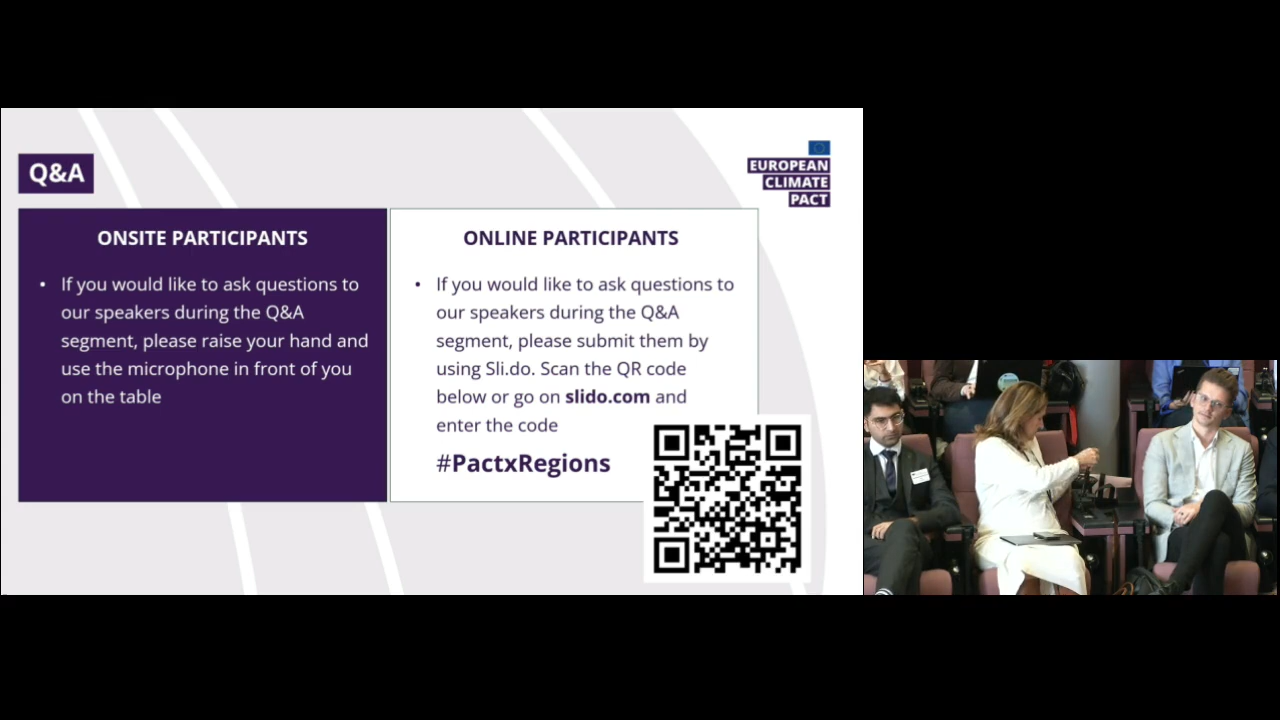 Q&A
EUROPEAN
CLIMATE
PACT
ONSITE PARTICIPANTS
• If you would like to ask questions to
our speakers during the Q&A
segment, please raise your hand and
use the microphone in front of you
on the table
ONLINE PARTICIPANTS
• If you would like to ask questions to
our speakers during the Q&A
segment, please submit them by
using Sli.do. Scan the QR code
below or go on slido.com and
enter the code
#PactxRegions